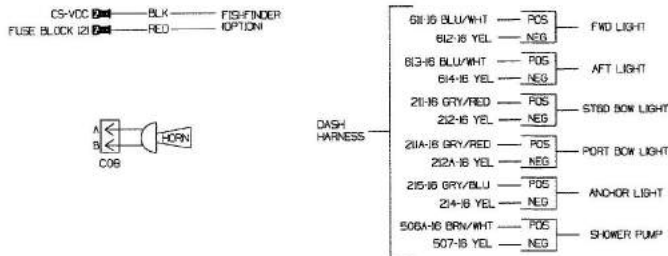 CS-VDC BLK FISHFINDER
FUSE BLOCK (2) RED (OPTION)
A
B
HORN
C08
DASH
HARNESS
611-16 BLU/WHT POS
612-16 YEL NEG
FWD LIGHT
613-16 BLU/WHT POS
614-16 YEL NEG
AFT LIGHT
211-16 GRY/RED POS
212-16 YEL NEG
STBD BOW LIGHT
211A-16 GRY/RED POS
212A-16 YEL NEG
PORT BOW LIGHT
215-16 GRY/BLU POS
214-16 YEL NEG
ANCHOR LIGHT
506A-16 BRN/WHT POS
507-16 YEL NEG
SHOWER PUMP